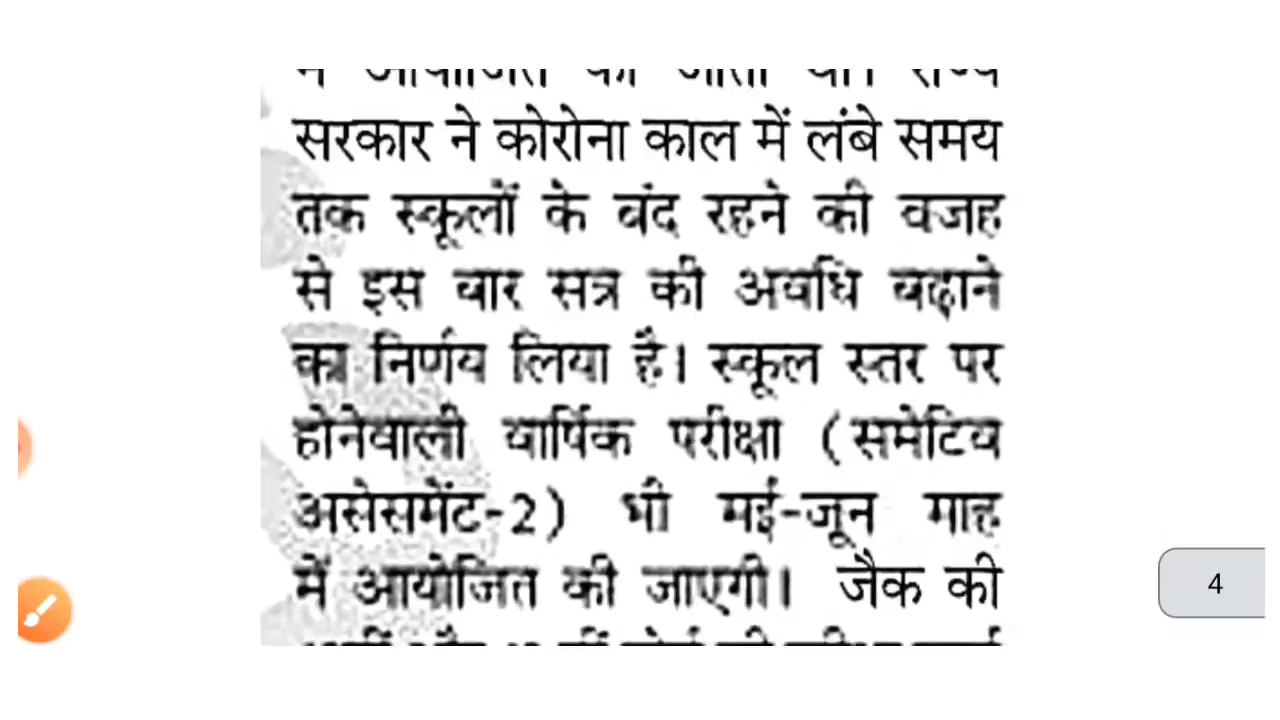 सरकार ने कोरोना काल में लंबे समय
तक स्कूलों के बंद रहने की वजह
से इस बार सत्र की अवधि बढ़ाने
का निर्णय लिया है। स्कूल स्तर पर
होनेवाली वार्षिक परीक्षा (समेटिव
असेसमेंट-2) भी मई-जून माह
में आयोजित की जाएगी। जैक की
4